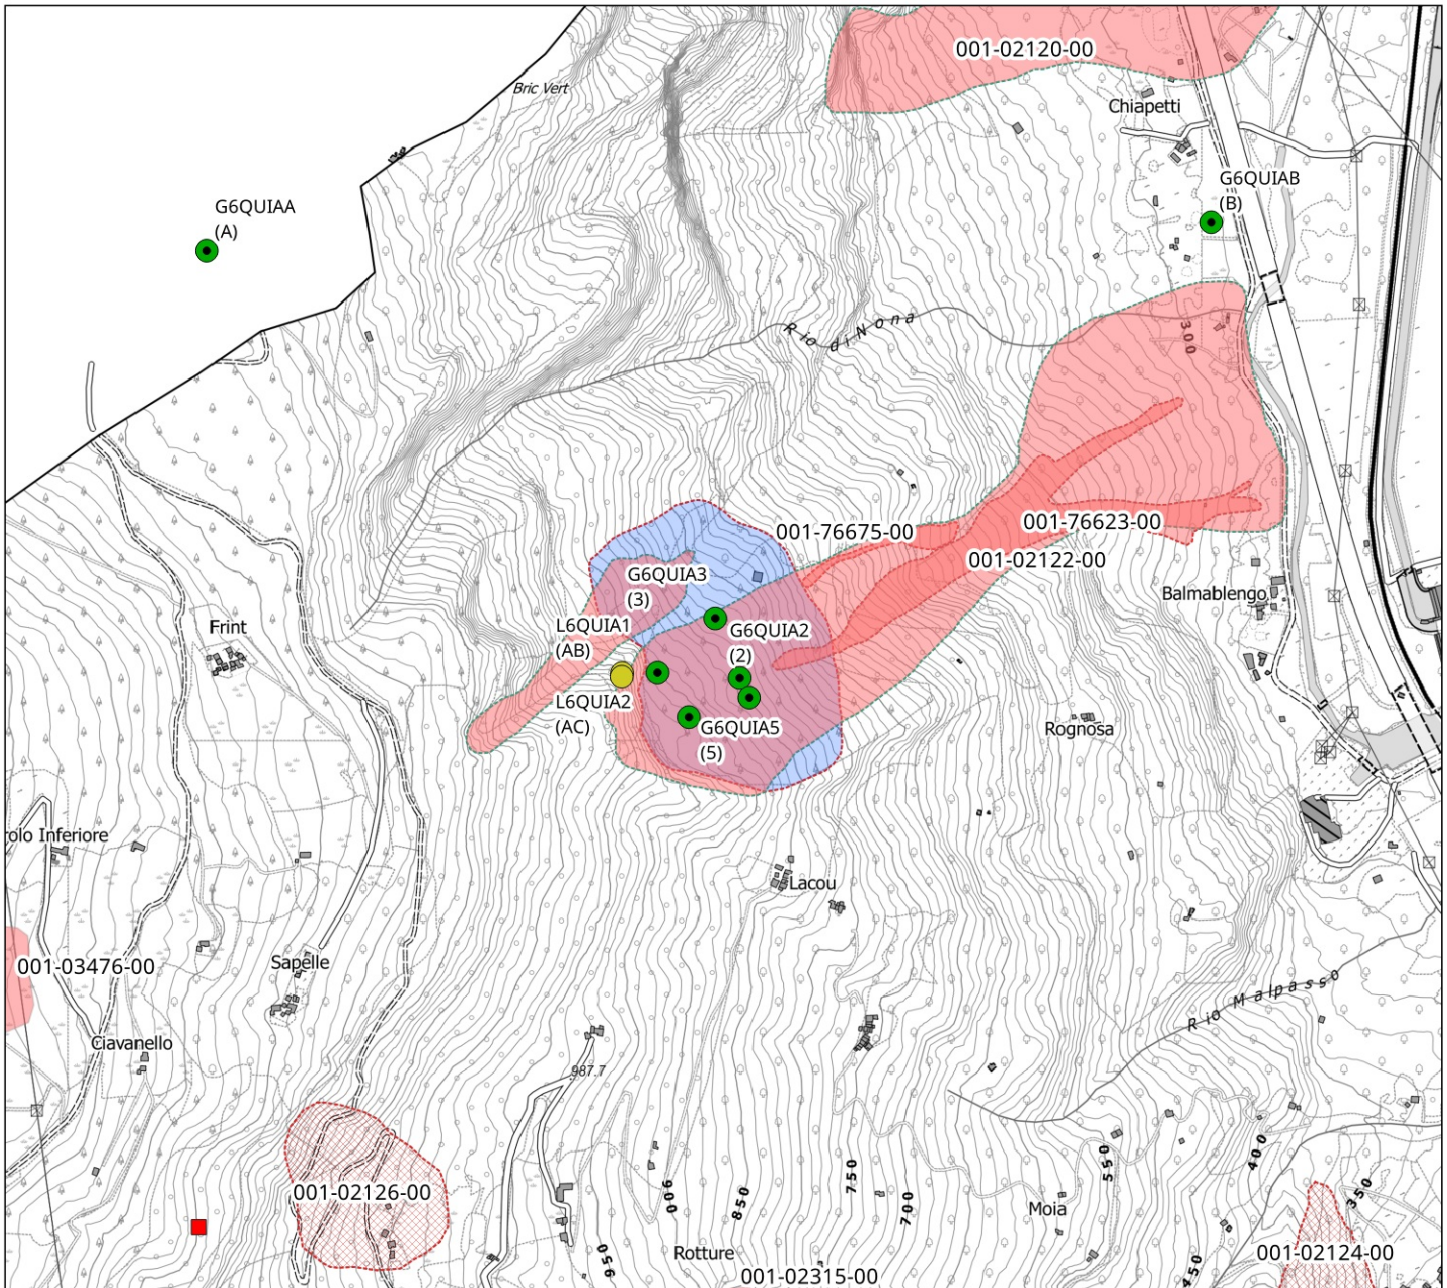 001-02120-00
Bric Vert
Chiapetti
G6QUIAB
(B)
G6QUIAA
(A)
Rio di Nona
300
001-76675-00
001-76623-00
001-02122-00
G6QUIA3
(3)
Balmablengo
L6QUIA1
(AB)
G6QUIA2
(2)
Frint
L6QUIA2
(AC)
G6QUIA5
(5)
Rognosa
olo Inferiore
Lacou
001-03476-00
Sapelle
Rio Malpasso
Ciavanello
987.7
001-02126-00
900
850
750
700
550
400
350
Moia
Rotture
950
450
001-02124-00
001-02315-00